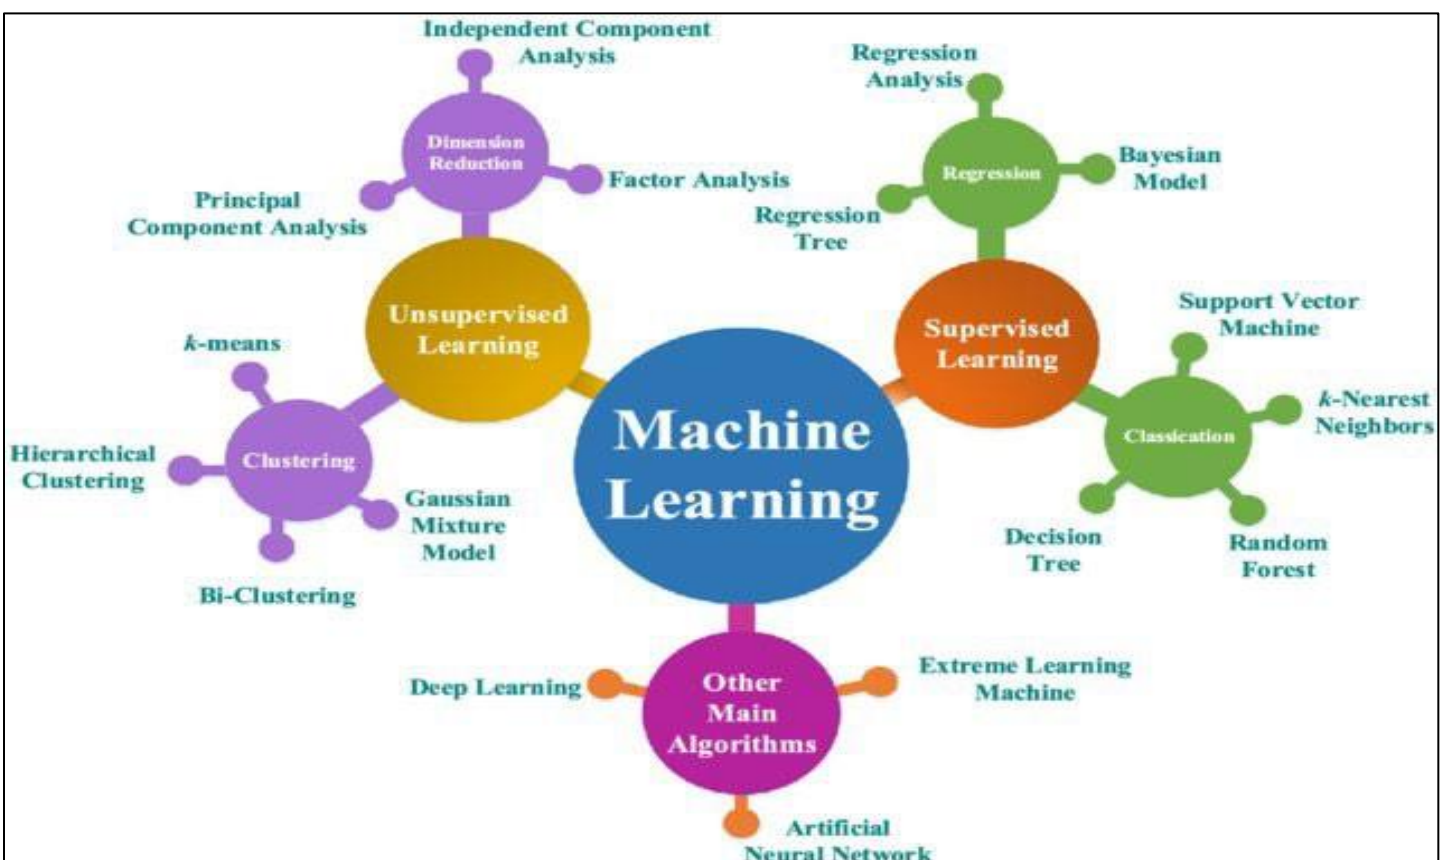 Independent Component
Analysis
Dimension
Reduction
Factor Analysis
Principal
Component Analysis
Unsupervised
Learning
k-means
Hierarchical
Clustering
Clustering
Gaussian
Mixture
Model
Bi-Clustering
Regression
Analysis
Regression
Bayesian
Model
Regression
Tree
Supervised
Learning
Support Vector
Machine
Classication
k-Nearest
Neighbors
Decision
Tree
Random
Forest
Machine
Learning
Other
Main
Algorithms
Deep Learning
Extreme Learning
Machine
Artificial
Neural Network